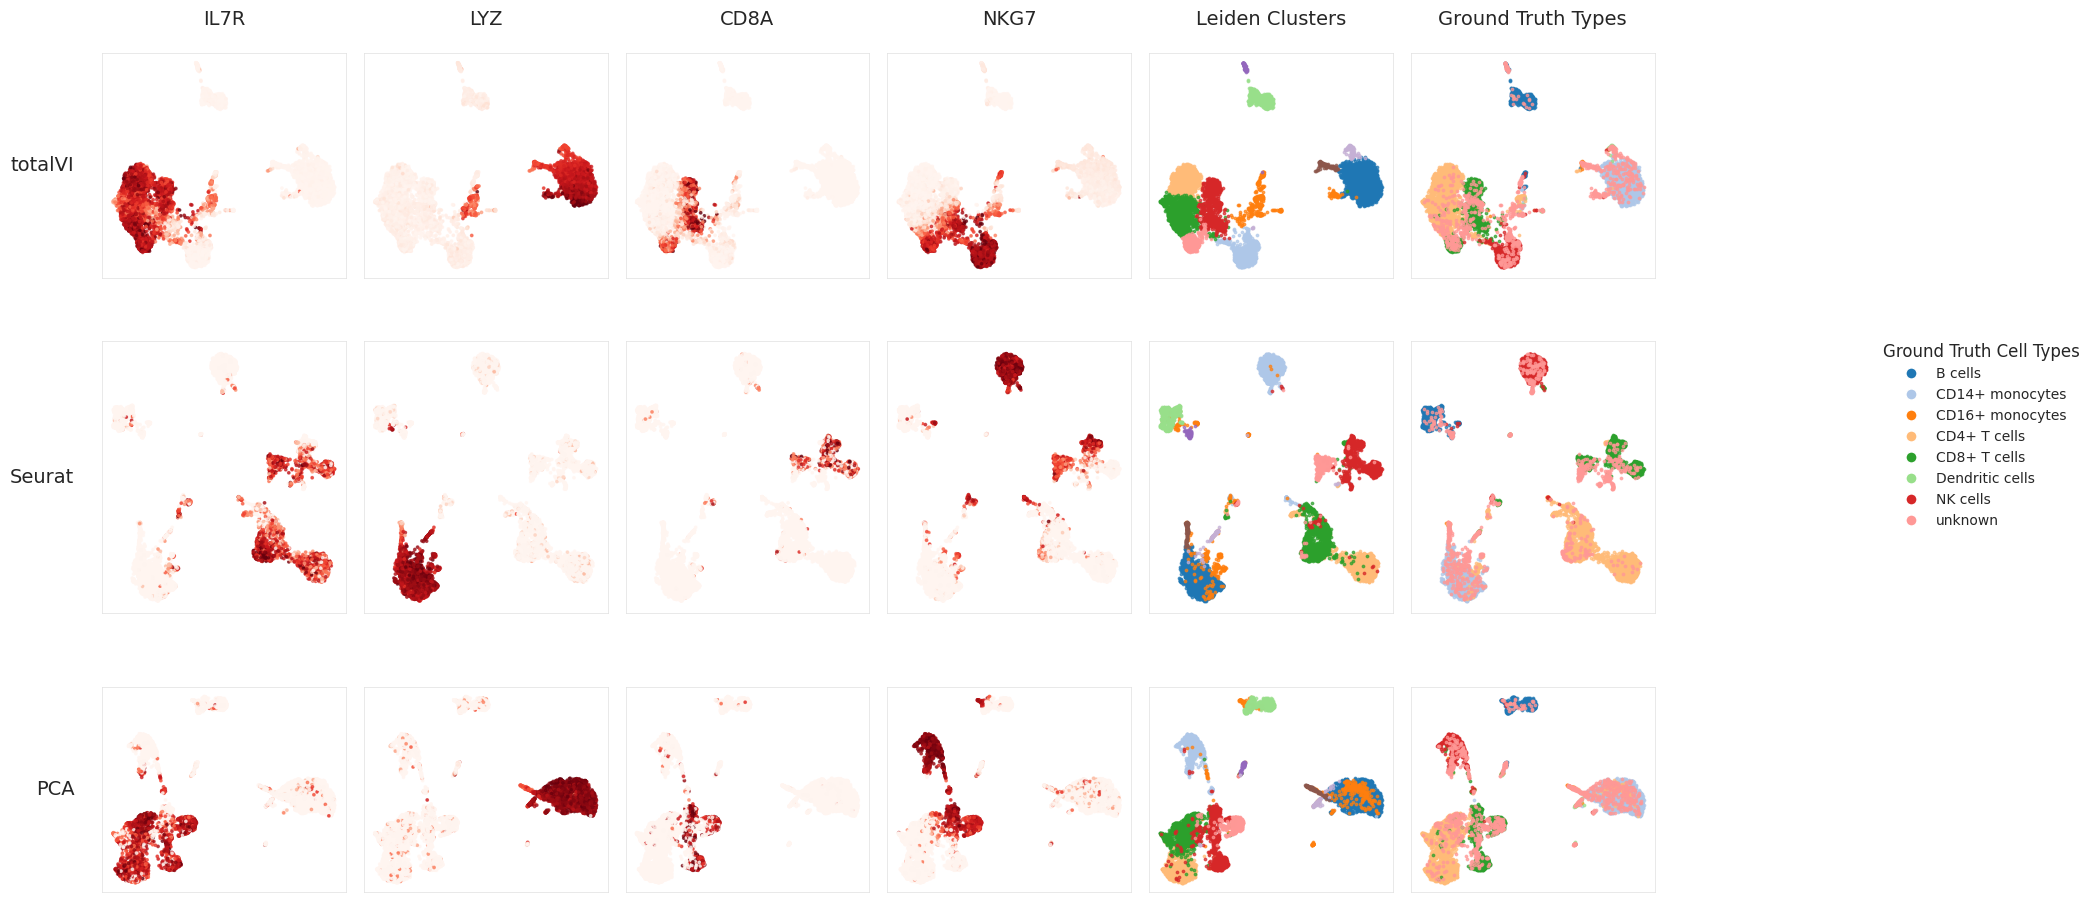 IL7R LYZ CD8A NKG7 Leiden Clusters Ground Truth Types
totalVI
Seurat
PCA
Ground Truth Cell Types
B cells
CD14+ monocytes
CD16+ monocytes
CD4+ T cells
CD8+ T cells
Dendritic cells
NK cells
unknown